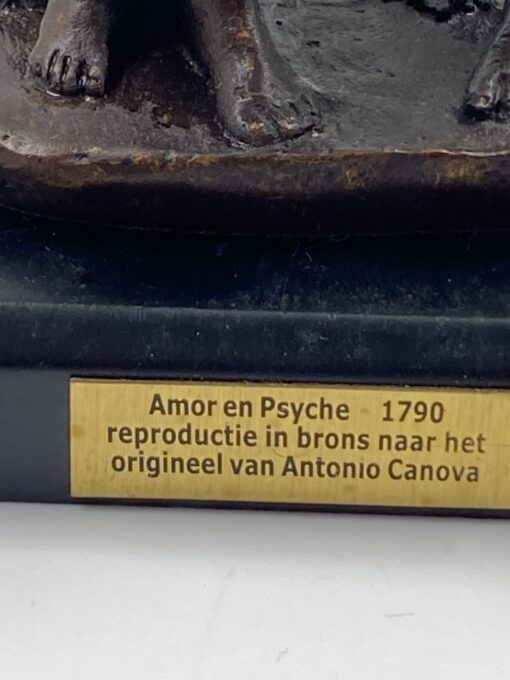 Amor en Psyche 1790
reproductie in brons naar het
origineel van Antonio Canova